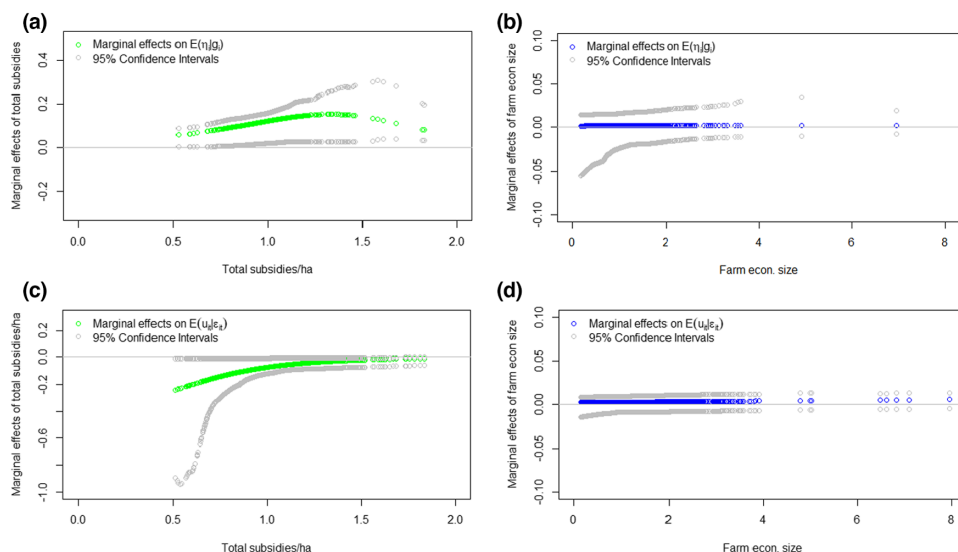 (a)
Marginal effects of total subsidies
0.4
0.2
0.0
-0.2
Marginal effects on E(ηᵢ|gᵢ)
95% Confidence Intervals
0.0 0.5 1.0 1.5 2.0
Total subsidies/ha
(b)
Marginal effects of farm econ size
0.10
0.05
0.00
-0.05
-0.10
Marginal effects on E(ηᵢ|gᵢ)
95% Confidence Intervals
0 2 4 6 8
Farm econ. size
(c)
Marginal effects of total subsidies/ha
0.2
0.0
-0.2
-0.6
-1.0
Marginal effects on E(uᵢₜ|εᵢₜ)
95% Confidence Intervals
0.0 0.5 1.0 1.5 2.0
Total subsidies/ha
(d)
Marginal effects of farm econ size
0.10
0.05
0.00
-0.05
-0.10
Marginal effects on E(uᵢₜ|εᵢₜ)
95% Confidence Intervals
0 2 4 6 8
Farm econ. size